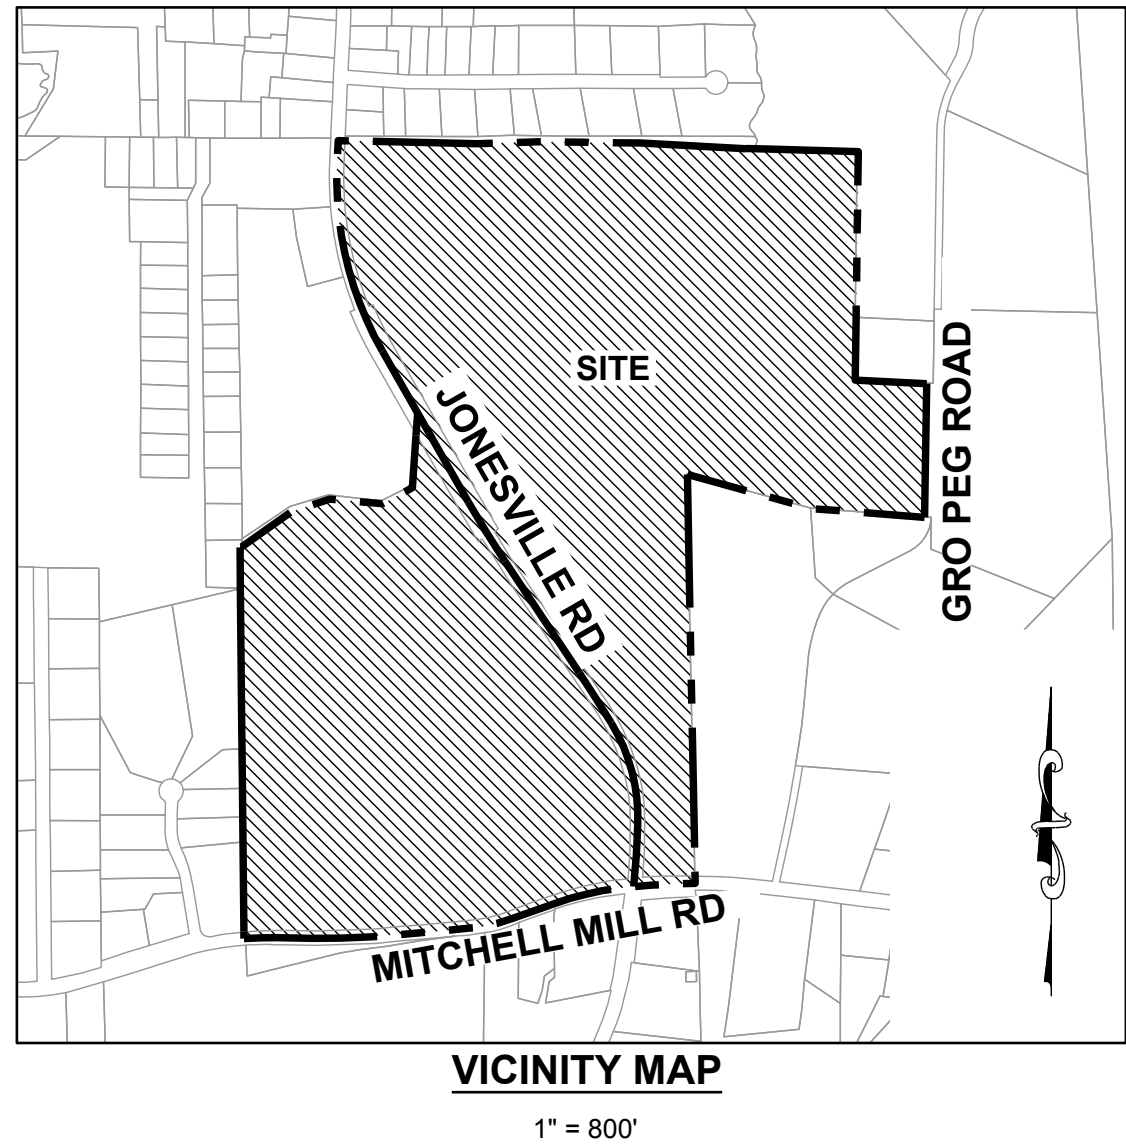 SITE
JONESVILLE RD
GRO PEG ROAD
MITCHELL MILL RD
VICINITY MAP
1" = 800'